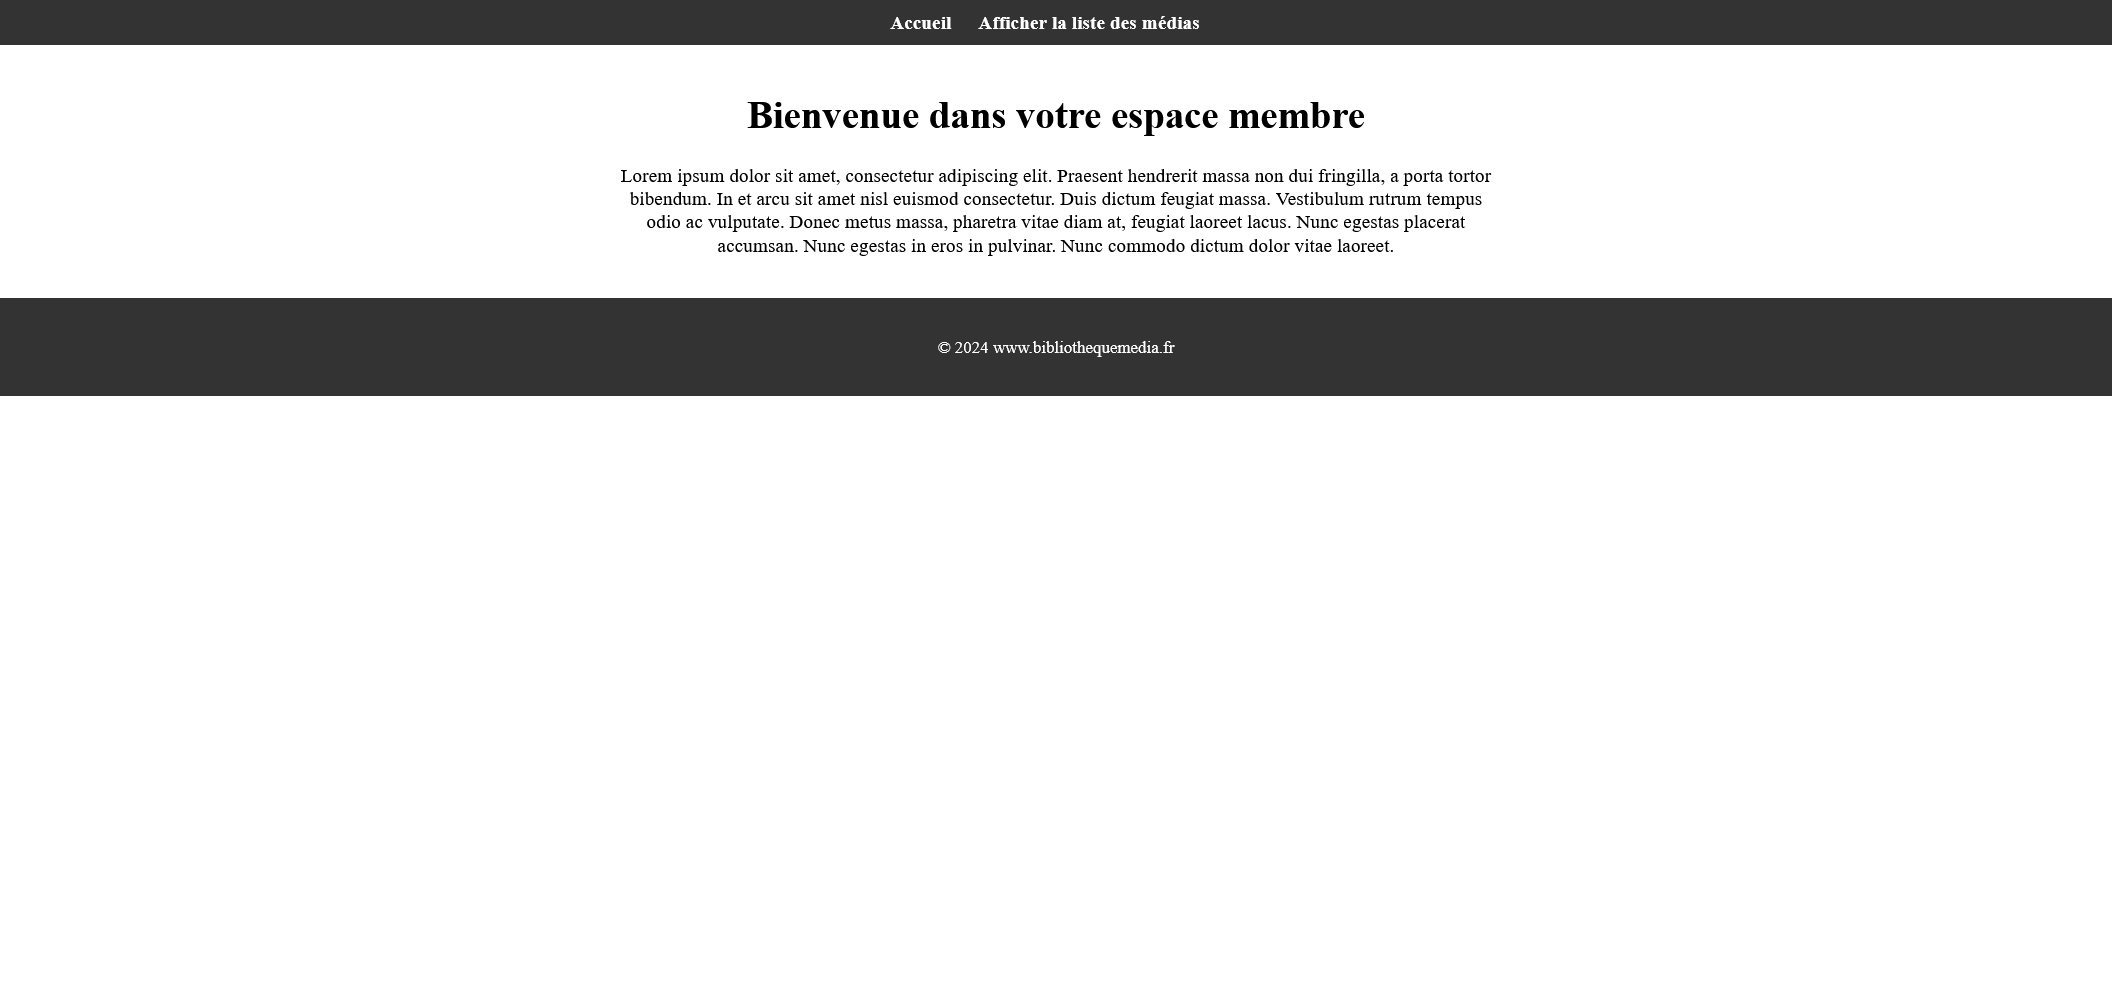 Accueil Afficher la liste des médias
Bienvenue dans votre espace membre
Lorem ipsum dolor sit amet, consectetur adipiscing elit. Praesent hendrerit massa non dui fringilla, a porta tortor
bibendum. In et arcu sit amet nisl euismod consectetur. Duis dictum feugiat massa. Vestibulum rutrum tempus
odio ac vulputate. Donec metus massa, pharetra vitae diam at, feugiat laoreet lacus. Nunc egestas placerat
accumsan. Nunc egestas in eros in pulvinar. Nunc commodo dictum dolor vitae laoreet.
© 2024 www.bibliothequemedia.fr